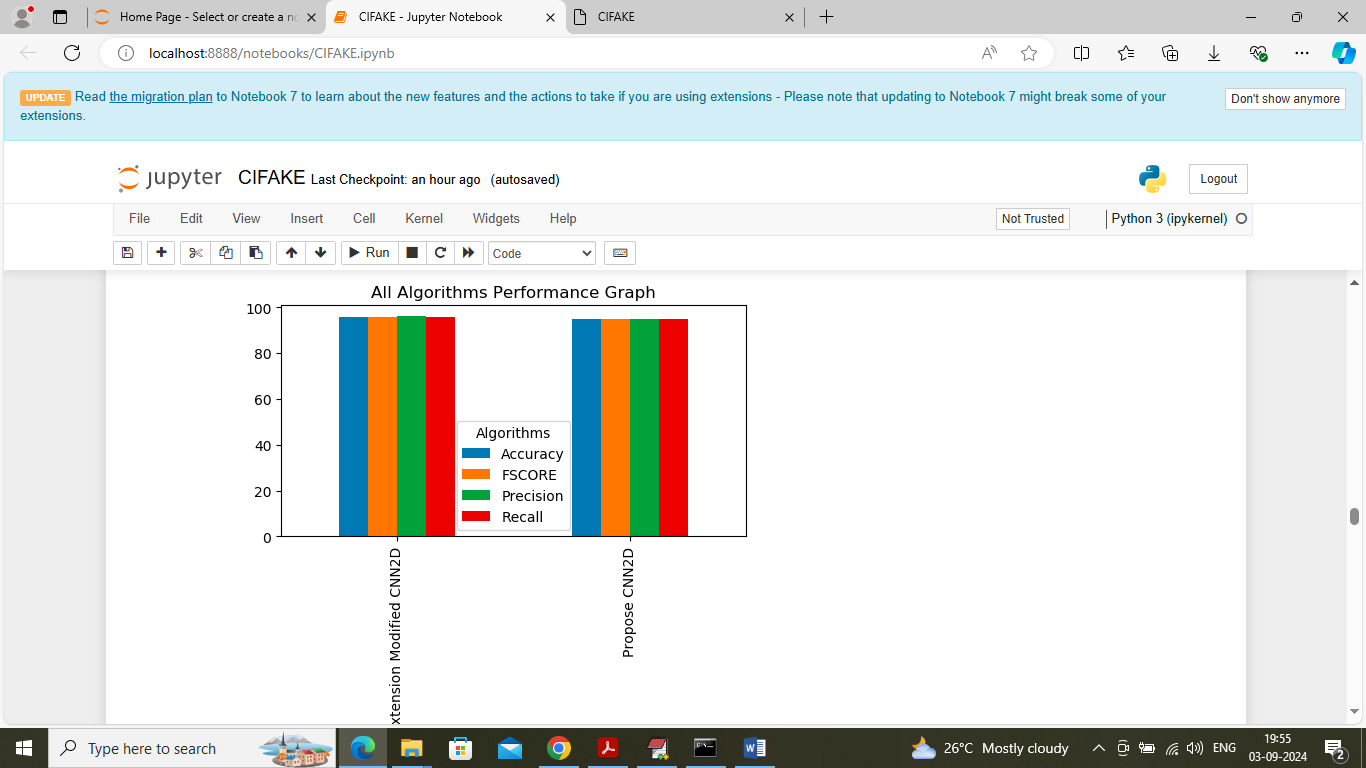 Home Page - Select or create a no
CIFAKE - Jupyter Notebook
CIFAKE
localhost:8888/notebooks/CIFAKE.ipynb
UPDATE Read the migration plan to Notebook 7 to learn about the new features and the actions to take if you are using extensions - Please note that updating to Notebook 7 might break some of your
extensions.
Don't show anymore
jupyter CIFAKE Last Checkpoint: an hour ago (autosaved)
Logout
File Edit View Insert Cell Kernel Widgets Help
Not Trusted
Python 3 (ipykernel)
Run
Code
All Algorithms Performance Graph
100
80
60
40
20
0
Algorithms
Accuracy
FSCORE
Precision
Recall
xtension Modified CNN2D
Propose CNN2D
Type here to search
26°C Mostly cloudy
ENG
19:55
03-09-2024
2